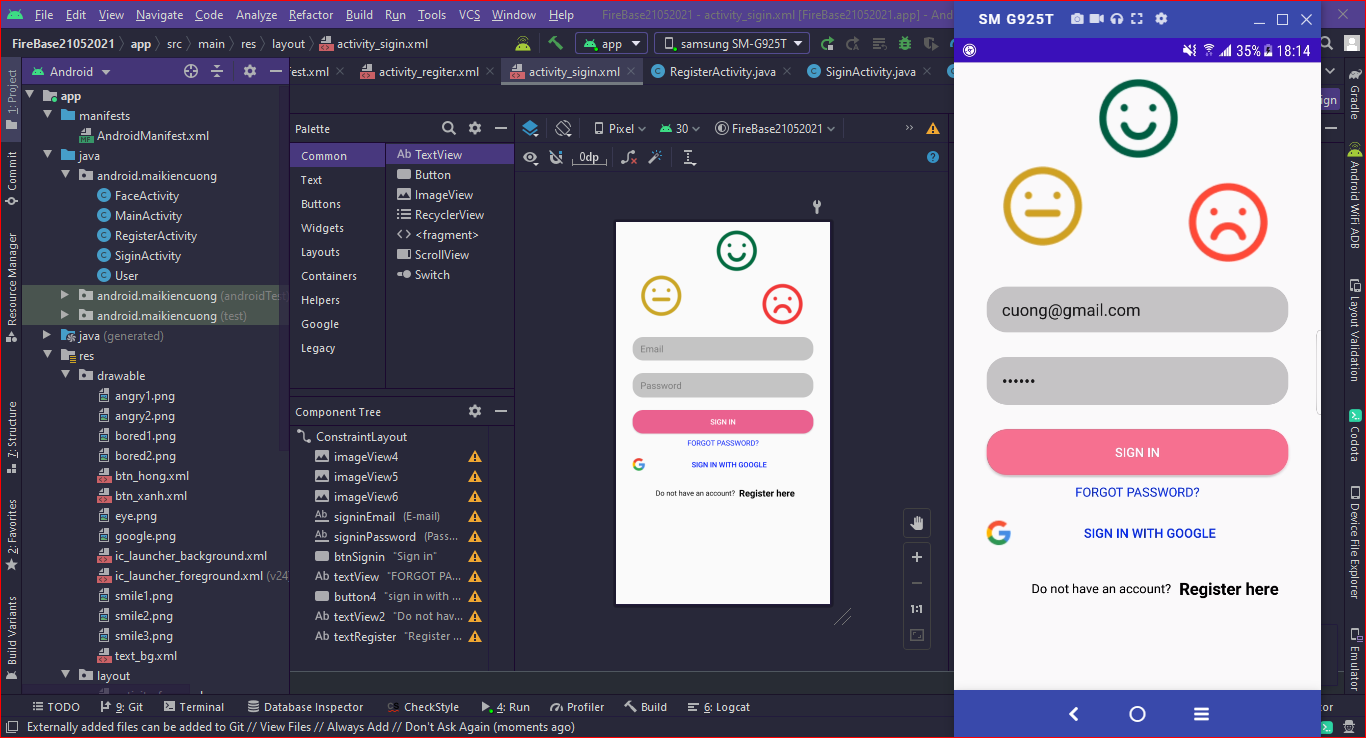 File Edit View Navigate Code Analyze Refactor Build Run Tools VCS Window Help FireBase21052021 - activity_sigin.xml [FireBase21052021.app] - And
SM G925T
FireBase21052021 app src main res layout activity_sigin.xml
app samsung SM-G925T
35% 18:14
Android
est.xml activity_regiter.xml activity_sigin.xml RegisterActivity.java SiginActivity.java
app
manifests
AndroidManifest.xml
java
android.maikiencuong
FaceActivity
MainActivity
RegisterActivity
SiginActivity
User
android.maikiencuong (androidTest)
android.maikiencuong (test)
java (generated)
res
drawable
angry1.png
angry2.png
bored1.png
bored2.png
btn_hong.xml
btn_xanh.xml
eye.png
google.png
ic_launcher_background.xml
ic_launcher_foreground.xml (v24
smile1.png
smile2.png
smile3.png
text_bg.xml
layout
1: Project
Commit
Resource Manager
7: Structure
2: Favorites
Build Variants
Palette
Common
Text
Buttons
Widgets
Layouts
Containers
Helpers
Google
Legacy
Ab TextView
Button
ImageView
RecyclerView
<fragment>
ScrollView
Switch
Component Tree
ConstraintLayout
imageView4
imageView5
imageView6
Ab signinEmail (E-mail)
Ab signinPassword (Pass...
btnSignin "Sign in"
Ab textView "FORGOT PA...
button4 "sign in with ...
Ab textView2 "Do not hav...
Ab textRegister "Register ...
Pixel 30 FireBase21052021
0dp
ign
Email
Password
SIGN IN
FORGOT PASSWORD?
SIGN IN WITH GOOGLE
Do not have an account? Register here
1:1
cuong@gmail.com
••••••
SIGN IN
FORGOT PASSWORD?
SIGN IN WITH GOOGLE
Do not have an account? Register here
Gradle
Android WiFi ADB
Layout Validation
Codota
Device File Explorer
Emulator
TODO 9: Git Terminal Database Inspector CheckStyle 4: Run Profiler Build 6: Logcat
tor
Externally added files can be added to Git // View Files // Always Add // Don't Ask Again (moments ago)